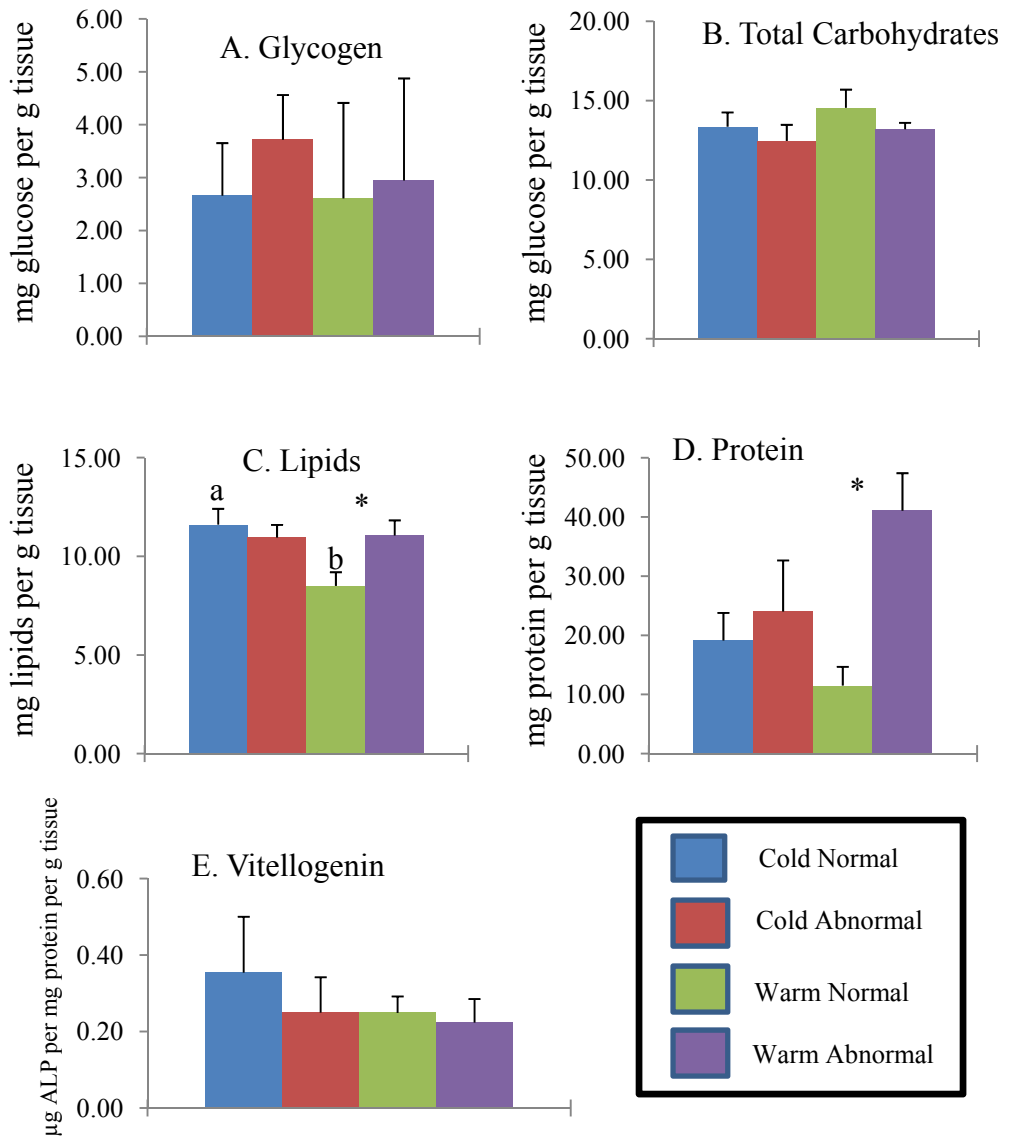 A. Glycogen
mg glucose per g tissue
6.00
5.00
4.00
3.00
2.00
1.00
0.00
B. Total Carbohydrates
mg glucose per g tissue
20.00
15.00
10.00
5.00
0.00
C. Lipids
mg lipids per g tissue
15.00
10.00
5.00
0.00
a
b
*
D. Protein
mg protein per g tissue
50.00
40.00
30.00
20.00
10.00
0.00
*
E. Vitellogenin
µg ALP per mg protein per g tissue
0.60
0.40
0.20
0.00
Cold Normal
Cold Abnormal
Warm Normal
Warm Abnormal